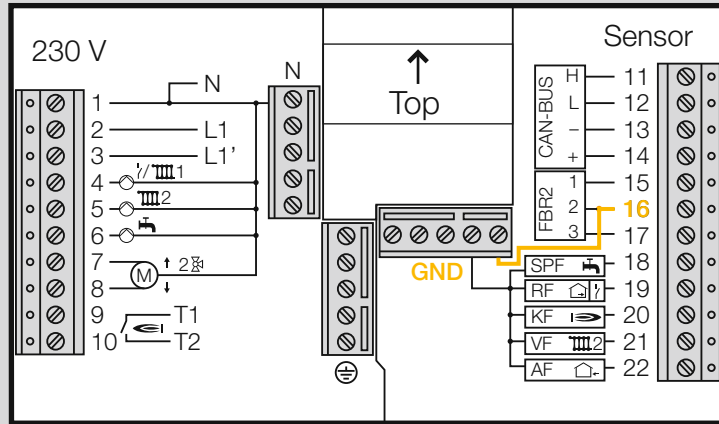 230 V
Sensor
N
N
Top
1
2 L1
3 L1’
4 1
5 2
6
7 M 2
8
9 T1
10 T2
GND
CAN-BUS
H 11
L 12
– 13
+ 14
FBR2
1 15
2 16
3 17
SPF 18
RF 19
KF 20
VF 2 21
AF 22